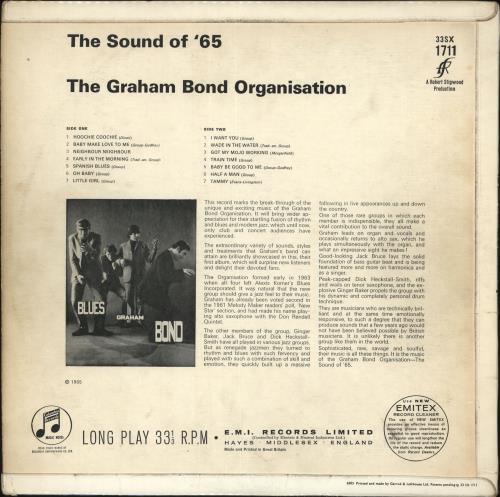 The Sound of '65
33SX
1711
The Graham Bond Organisation
A Robert Stigwood
Production
SIDE ONE
1 HOOCHIE COOCHIE (Dixon)
2 BABY MAKE LOVE TO ME (Group-Godfrey)
3 NEIGHBOUR NEIGHBOUR
4 EARLY IN THE MORNING (Trad.-arr. Group)
5 SPANISH BLUES (Group)
6 OH BABY (Group)
7 LITTLE GIRL (Group)
SIDE TWO
1 I WANT YOU (Group)
2 WADE IN THE WATER (Trad.-arr. Group)
3 GOT MY MOJO WORKING (Morganfield)
4 TRAIN TIME (Group)
5 BABY BE GOOD TO ME (Group-Godfrey)
6 HALF A MAN (Group)
7 TAMMY (Evans-Livingston)
This record marks the break-through of the
unique and exciting music of the Graham
Bond Organisation. It will bring wider ap-
preciation for their startling fusion of rhythm
and blues and modern jazz, which until now,
only club and concert audiences have
experienced.
The extraordinary variety of sounds, styles
and treatments that Graham's band can
attain are brilliantly showcased in this, their
first album, which will surprise new listeners
and delight their devoted fans.
The Organisation formed early in 1963
when all four left Alexis Korner's Blues
Incorporated. It was natural that the new
group should give a jazz feel to their music.
Graham has already been voted second in
the 1961 Melody Maker readers' poll, 'New
Star' section, and had made his name play-
ing alto saxophone with the Don Rendall
Quintet.
The other members of the group, Ginger
Baker, Jack Bruce and Dick Heckstall-
Smith have all played in various jazz groups.
But as renegade jazzmen they turned to
rhythm and blues with such fervency and
played with such a combination of skill and
emotion, they quickly built up a massive
following in live appearances up and down
the country.
One of those rare groups in which each
member is indispensable, they all make a
vital contribution to the overall sound.
Graham leads on organ and vocals and
occasionally returns to alto sax, which he
plays simultaneously with the organ, and
what an impressive sight he makes!
Good-looking Jack Bruce lays the solid
foundation of bass guitar beat and is being
featured more and more on harmonica and
as a singer.
Peak-capped Dick Heckstall-Smith, riffs
and wails on tenor saxophone, and the ex-
plosive Ginger Baker propels the group with
his dynamic and completely personal drum
technique.
They are musicians who are technically bril-
liant and at the same time emotionally
responsive, to such a degree that they can
produce sounds that a few years ago would
not have been believed possible by British
musicians. It is unlikely there is another
group like them in the world.
Sophisticated, raw, savage and soulful,
their music is all these things. It is the music
of the Graham Bond Organisation—The
Sound of '65.
BLUES
GRAHAM
BOND
© 1965
MAGIC NOTES
LONG PLAY 33⅓ R.P.M •
E.M.I. RECORDS LIMITED
(Controlled by Electric & Musical Industries Ltd.)
HAYES · MIDDLESEX · ENGLAND
Made and Printed in Great Britain
Use NEW
EMITEX
RECORD CLEANER